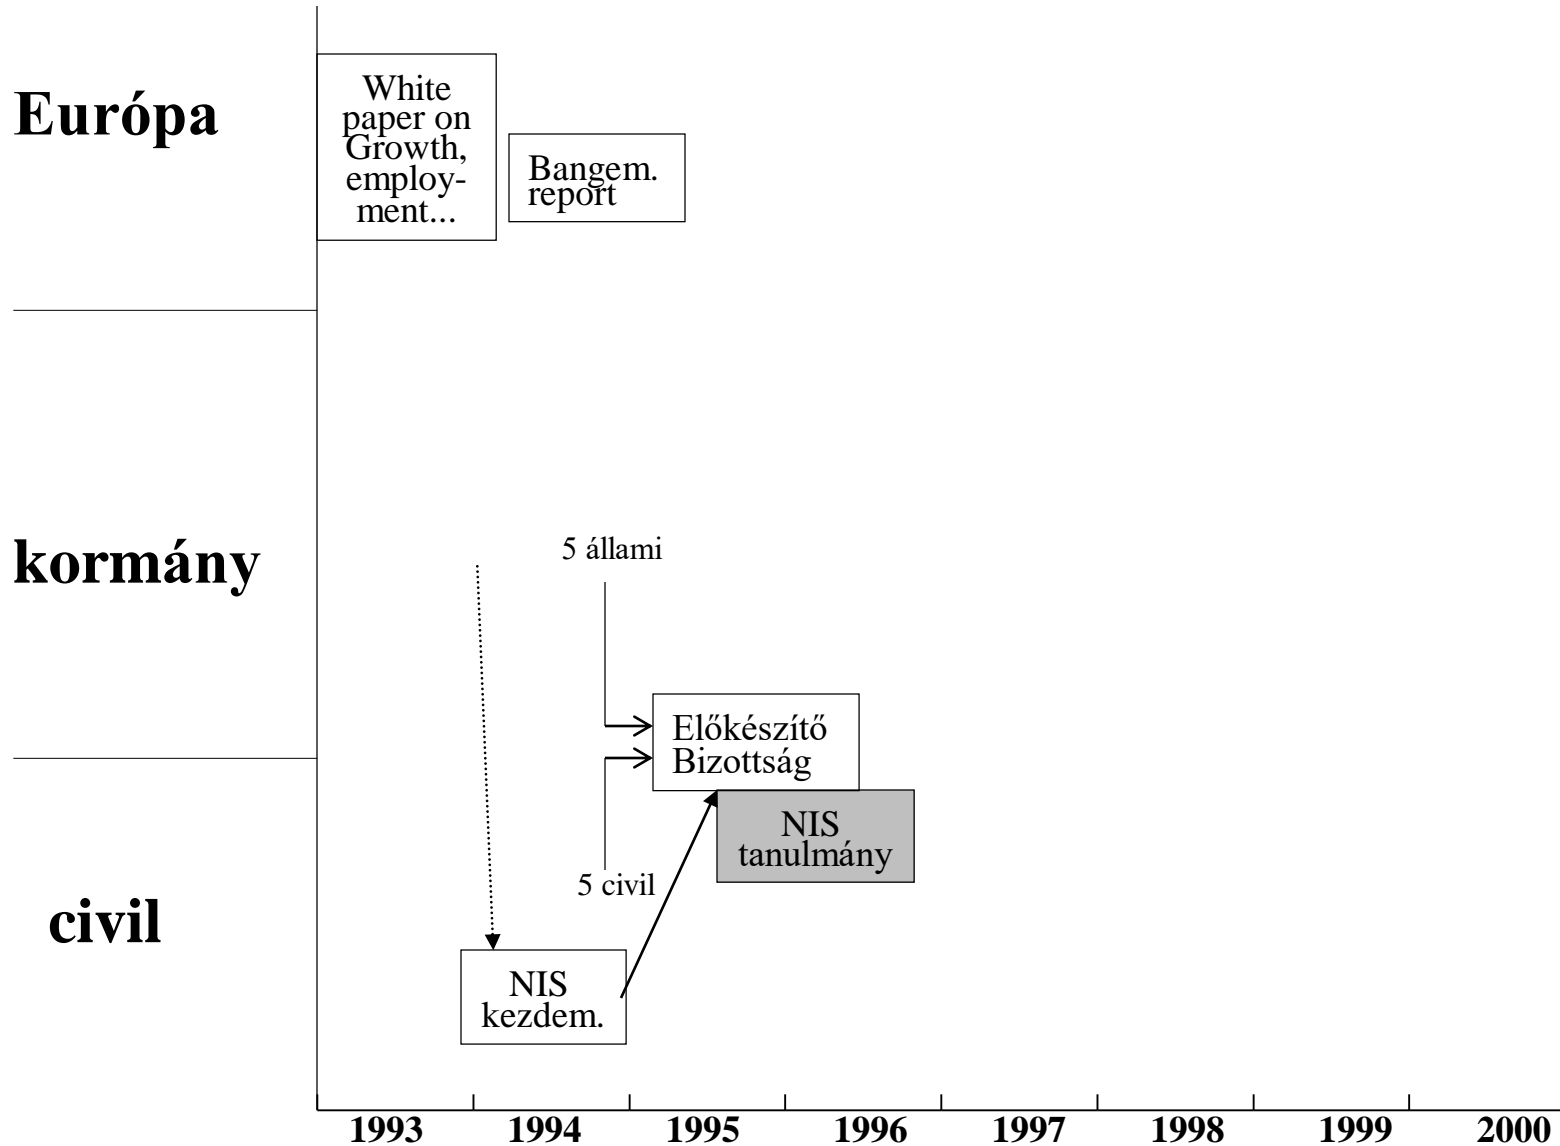 Európa
White
paper on
Growth,
employ-
ment...
Bangem.
report
kormány
5 állami
Előkészítő
Bizottság
NIS
tanulmány
5 civil
civil
NIS
kezdem.
1993 1994 1995 1996 1997 1998 1999 2000